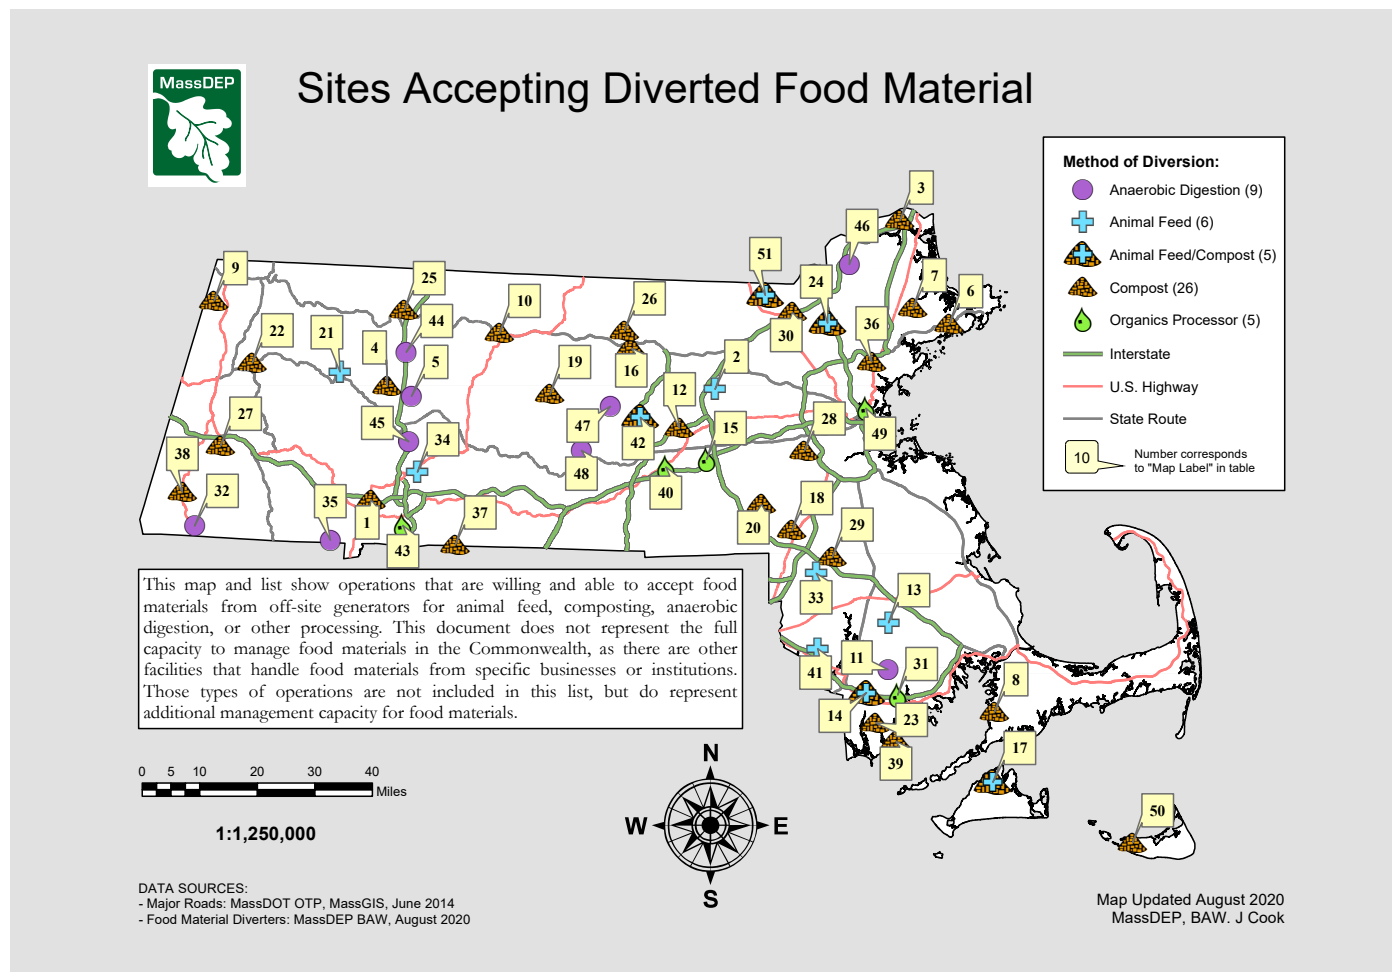 MassDEP
Sites Accepting Diverted Food Material
Method of Diversion:
Anaerobic Digestion (9)
Animal Feed (6)
Animal Feed/Compost (5)
Compost (26)
Organics Processor (5)
Interstate
U.S. Highway
State Route
10
Number corresponds
to "Map Label" in table
3
46
51
9
25
24
7
6
10
26
44
22
21
4
5
30
36
2
19
16
12
27
45
34
47
42
15
28
49
38
48
40
32
35
1
37
43
20
18
29
33
13
11
31
41
8
14
23
39
17
50
This map and list show operations that are willing and able to accept food
materials from off-site generators for animal feed, composting, anaerobic
digestion, or other processing. This document does not represent the full
capacity to manage food materials in the Commonwealth, as there are other
facilities that handle food materials from specific businesses or institutions.
Those types of operations are not included in this list, but do represent
additional management capacity for food materials.
0 5 10 20 30 40
Miles
1:1,250,000
N
W E
S
DATA SOURCES:
- Major Roads: MassDOT OTP, MassGIS, June 2014
- Food Material Diverters: MassDEP BAW, August 2020
Map Updated August 2020
MassDEP, BAW. J Cook